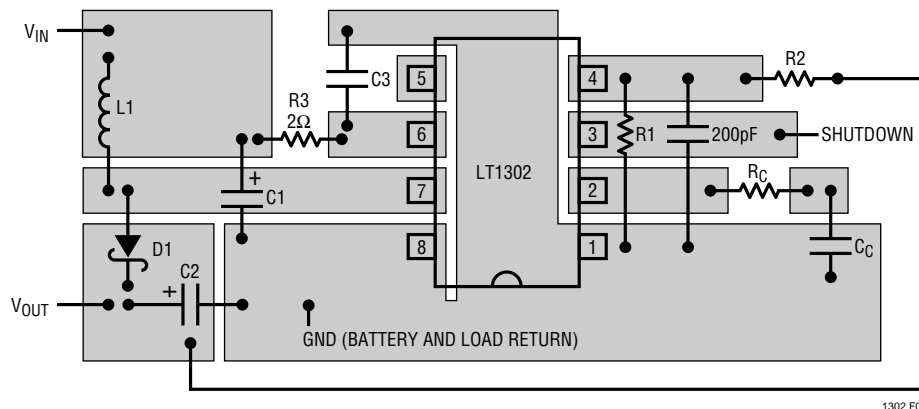 VIN
L1
R3
2Ω
C3
5
4
R2
6
3
R1
200pF
SHUTDOWN
+
C1
7
LT1302
2
RC
D1
8
1
CC
C2
+
VOUT
GND (BATTERY AND LOAD RETURN)